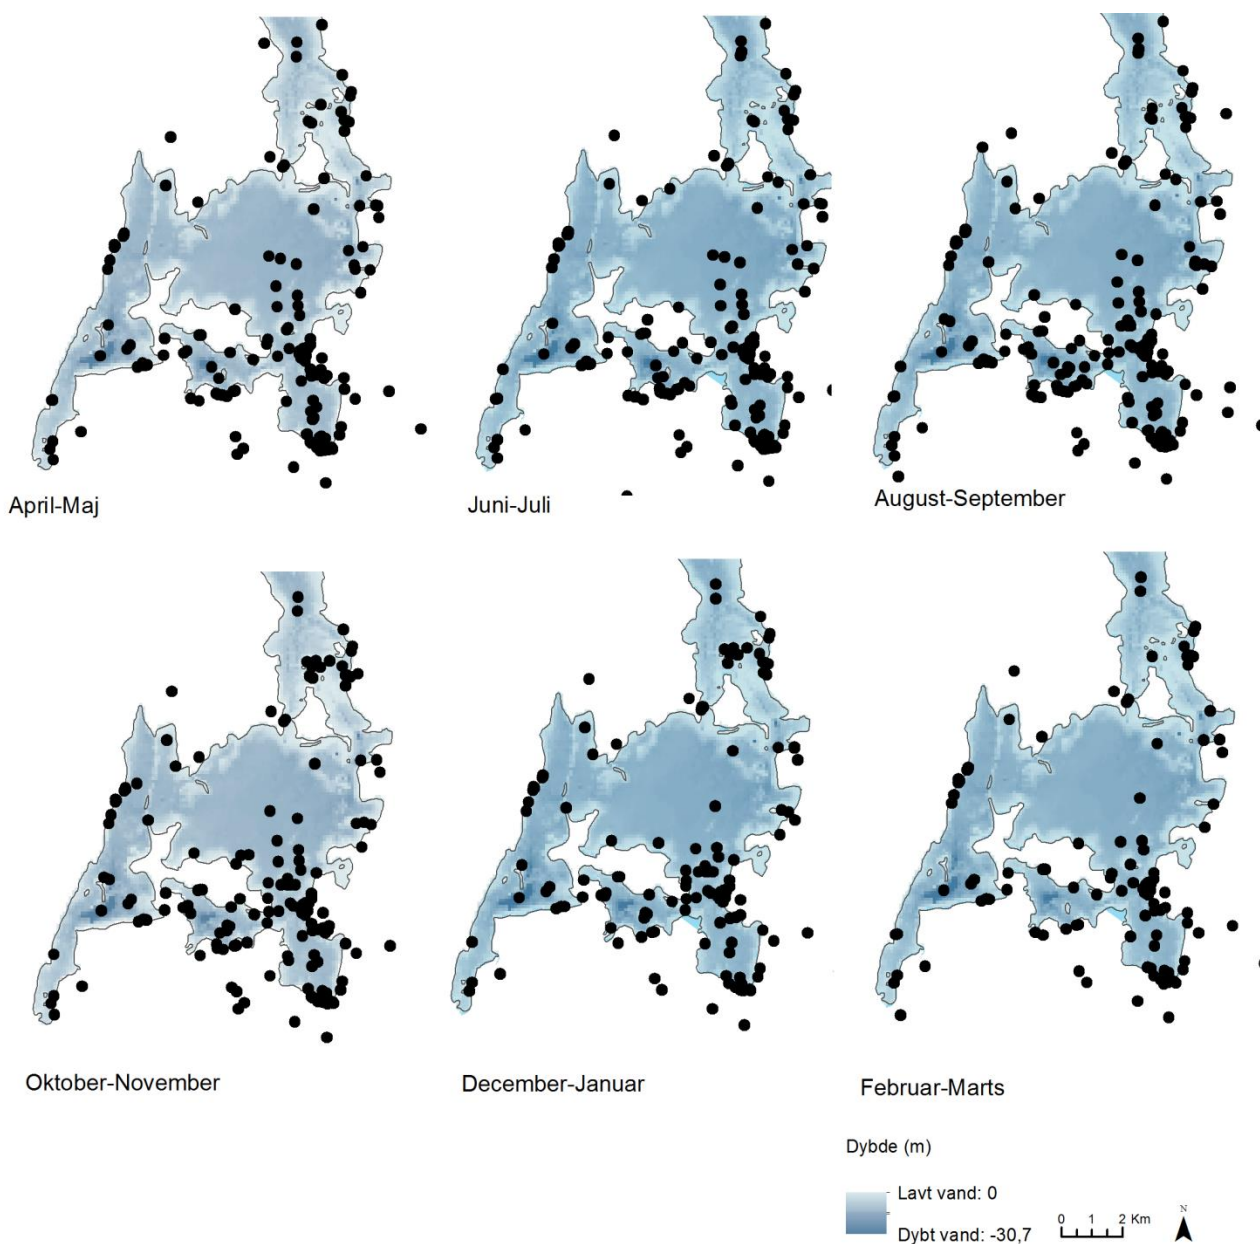 April-Maj
Juni-Juli
August-September
Oktober-November
December-Januar
Februar-Marts
Dybde (m)
Lavt vand: 0
Dybt vand: -30,7
0 1 2 Km
N